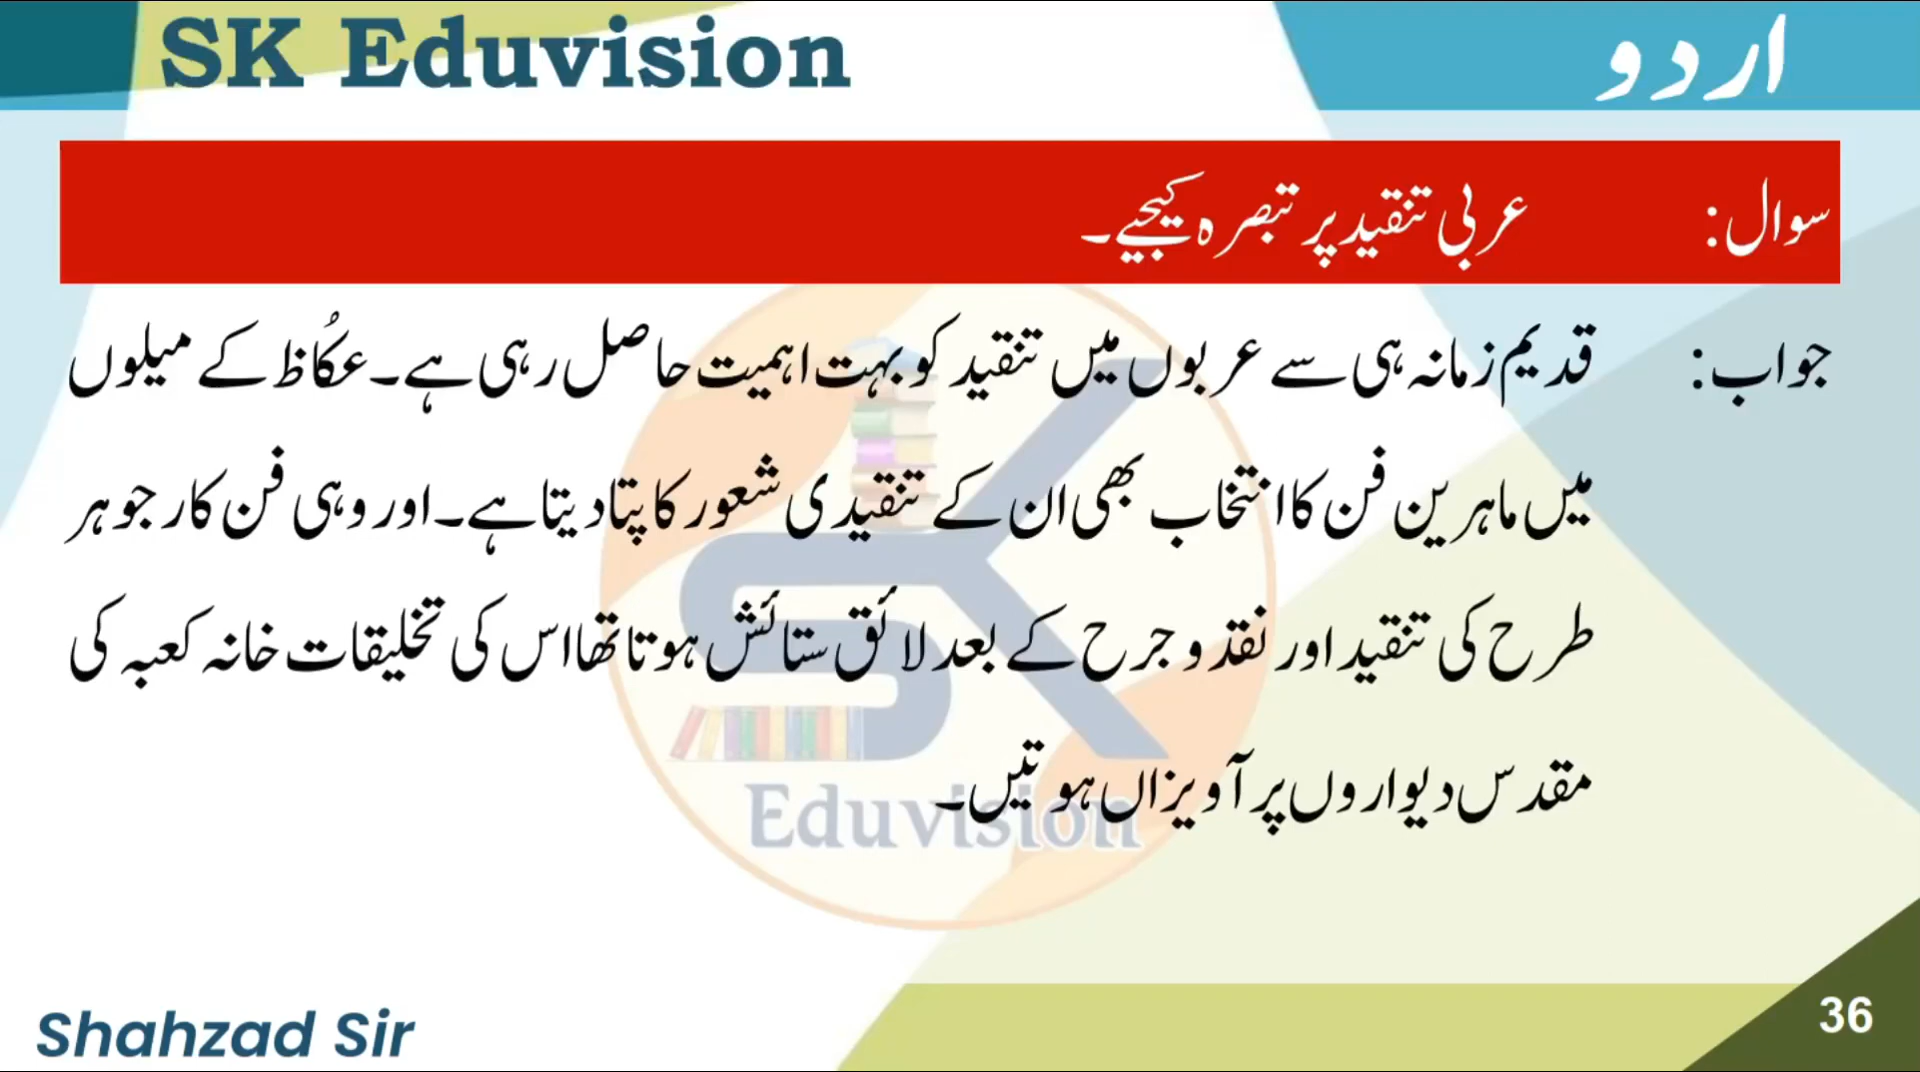 SK Eduvision
اردو
سوال: عربی تنقید پر تبصرہ کیجیے۔
جواب: قدیم زمانہ ہی سے عربوں میں تنقید کو بہت اہمیت حاصل رہی ہے۔ عکُاظ کے میلوں
میں ماہرین فن کا انتخاب بھی ان کے تنقیدی شعور کا پتا دیتا ہے۔ اور وہی فن کار جو ہر
طرح کی تنقید اور نقد و جرح کے بعد لائق ستائش ہوتا تھا اس کی تخلیقات خانہ کعبہ کی
مقدس دیواروں پر آویزاں ہوتیں۔
Eduvision
Shahzad Sir
36